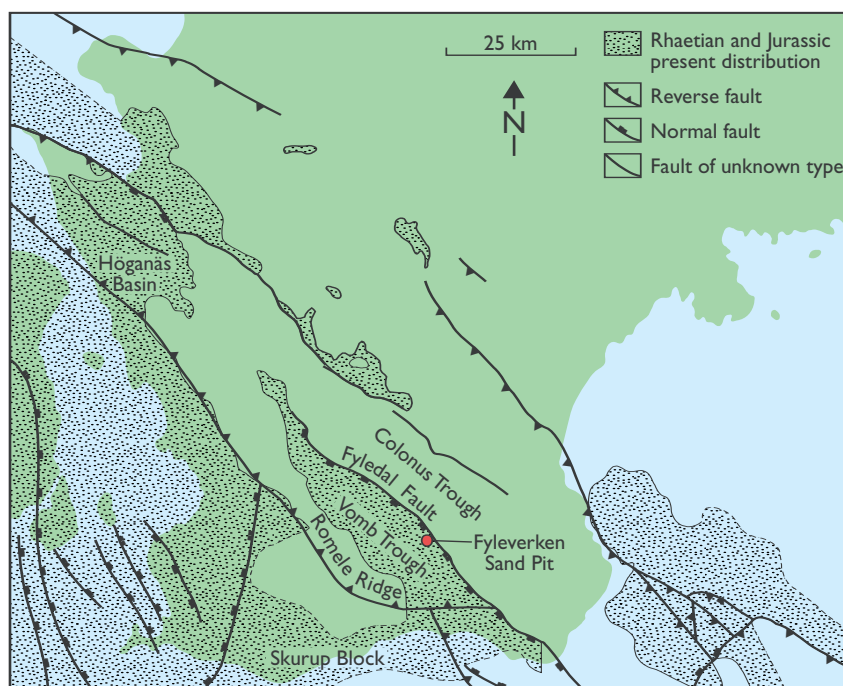 25 km
N
Rhaetian and Jurassic
present distribution
Reverse fault
Normal fault
Fault of unknown type
Höganäs
Basin
Colonus Trough
Fyledal Fault
Vomb Trough
Romele Ridge
Fyleverken
Sand Pit
Skurup Block